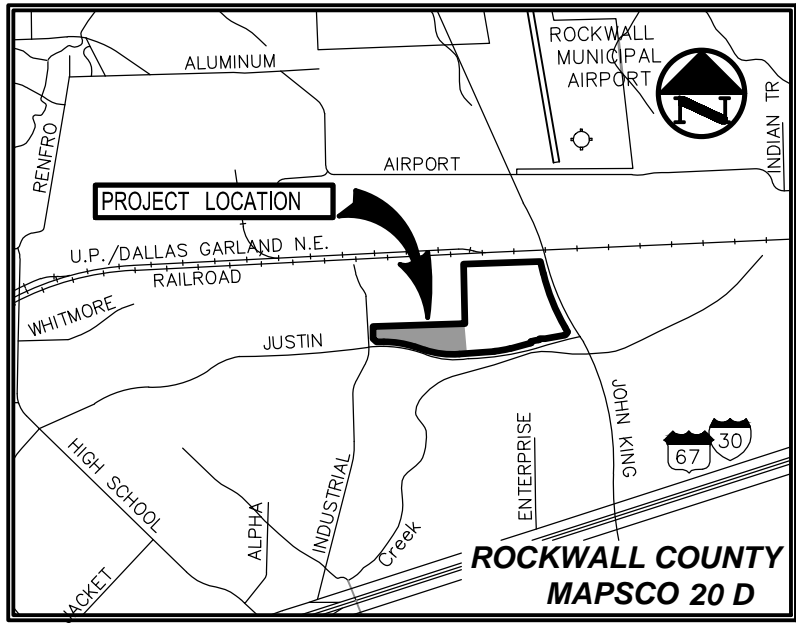 ROCKWALL
MUNICIPAL
AIRPORT
ALUMINUM
N
INDIAN TR
RENFRO
AIRPORT
PROJECT LOCATION
U.P./DALLAS GARLAND N.E.
RAILROAD
WHITMORE
JUSTIN
JOHN KING
HIGH SCHOOL
ENTERPRISE
67
30
INDUSTRIAL
ALPHA
Creek
JACKET
ROCKWALL COUNTY
MAPSCO 20 D